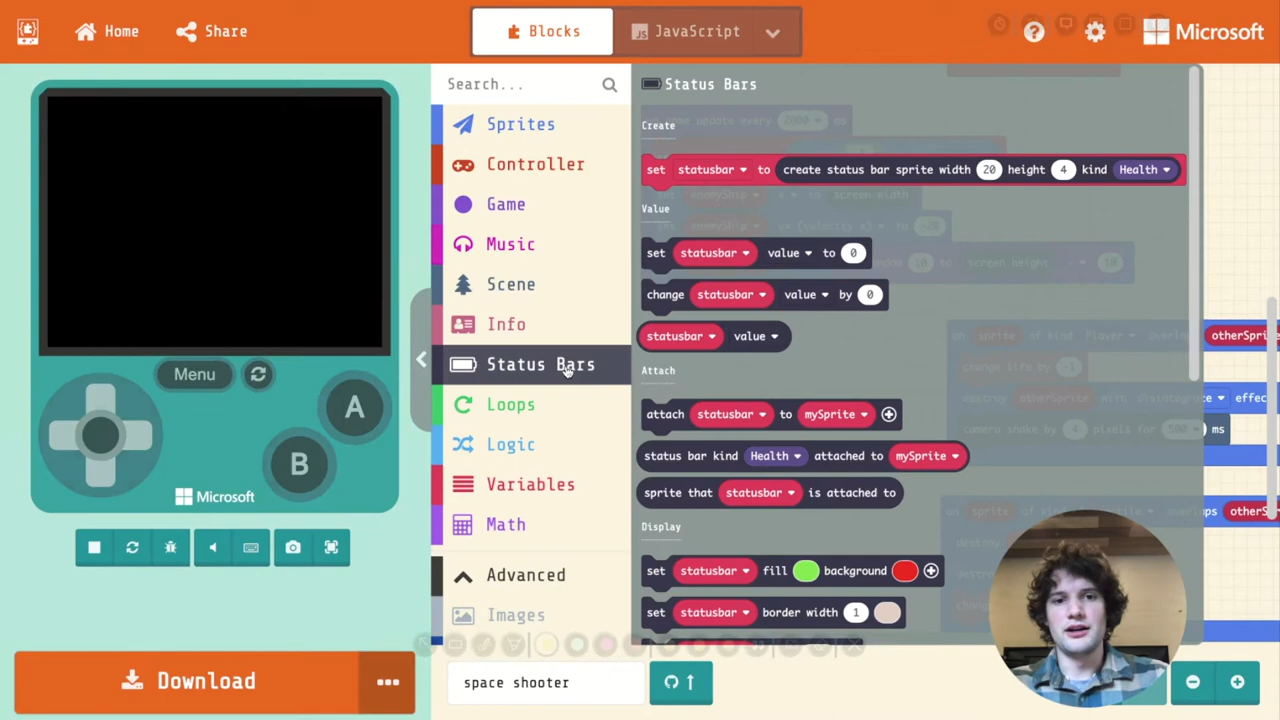 Home
Share
Blocks
JavaScript
Microsoft
Search...
Sprites
Controller
Game
Music
Scene
Info
Status Bars
Loops
Logic
Variables
Math
Advanced
Images
Status Bars
Create
set statusbar to create status bar sprite width 20 height 4 kind Health
Value
set statusbar value to 0
change statusbar value by 0
statusbar value
Attach
attach statusbar to mySprite
status bar kind Health attached to mySprite
sprite that statusbar is attached to
Display
set statusbar fill background
set statusbar border width 1
otherSpri
effec
ms
otherS
Menu
A
B
Microsoft
Download
space shooter